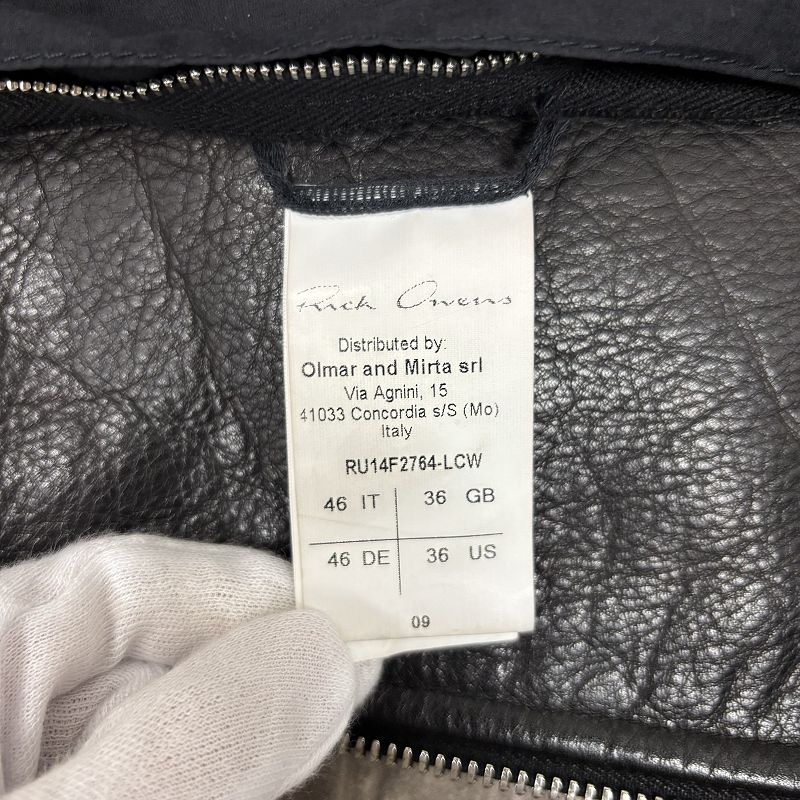 Rick Owens
Distributed by:
Olmar and Mirta srl
Via Agnini, 15
41033 Concordia s/S (Mo)
Italy
RU14F2764-LCW
46 IT 36 GB
46 DE 36 US
09